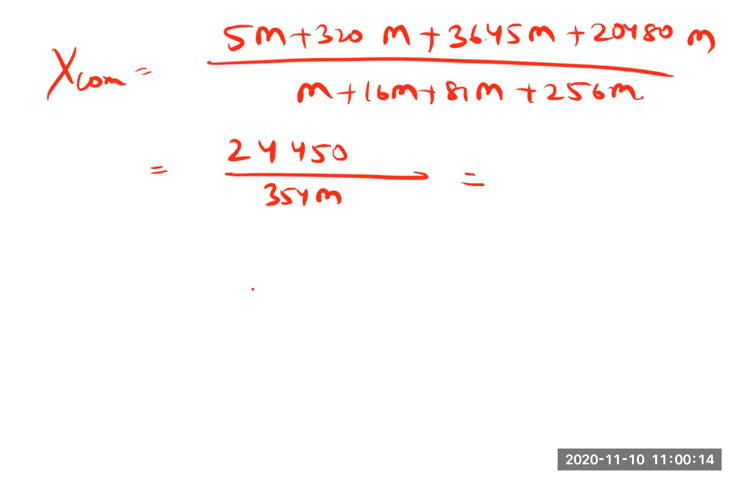 Xcom = (5m+320 m+3645m+20480 m) / (m+16m+81m+256m)
= 24450 / 354m =
2020-11-10 11:00:14